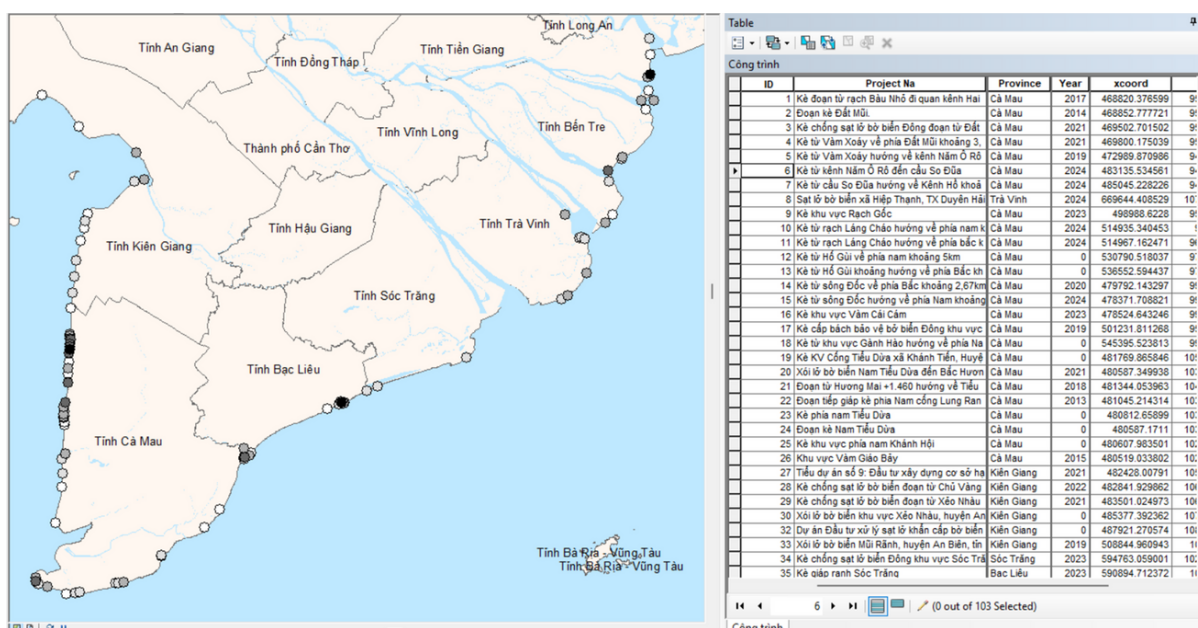 Tỉnh Long An
Tỉnh An Giang
Tỉnh Tiền Giang
Tỉnh Đồng Tháp
Tỉnh Vĩnh Long
Tỉnh Bến Tre
Thành phố Cần Thơ
Tỉnh Trà Vinh
Tỉnh Hậu Giang
Tỉnh Kiên Giang
Tỉnh Sóc Trăng
Tỉnh Bạc Liêu
Tỉnh Cà Mau
Tỉnh Bà Rịa - Vũng Tàu
Tỉnh Bà Rịa - Vũng Tàu
Table
Công trình
ID Project Na Province Year xcoord
1 Kè đoạn từ rạch Bàu Nhỏ đi quan kênh Hai Cà Mau 2017 468820.376599
2 Đoạn kè Đất Mũi. Cà Mau 2014 468852.777721
3 Kè chống sạt lở bờ biển Đông đoạn từ Đất Cà Mau 2021 469502.701502
4 Kè từ Vàm Xoáy về phía Đất Mũi khoảng 3, Cà Mau 2021 469800.175039
5 Kè từ Vàm Xoáy hướng về kênh Năm Ô Rô Cà Mau 2019 472989.870986
6 Kè từ kênh Năm Ô Rô đến cầu So Đũa Cà Mau 2024 483135.534561
7 Kè từ cầu So Đũa hướng về Kênh Hố khoả Cà Mau 2024 485045.228226
8 Sạt lở bờ biển xã Hiệp Thạnh, TX Duyên Hải Trà Vinh 2024 669644.408529
9 Kè khu vực Rạch Gốc Cà Mau 2023 498988.6228
10 Kè từ rạch Láng Cháo hướng về phía nam k Cà Mau 2024 514935.340453
11 Kè từ rạch Láng Cháo hướng về phía bắc k Cà Mau 2024 514967.162471
12 Kè từ Hố Gùi về phía nam khoảng 5km Cà Mau 0 530790.518037
13 Kè từ Hố Gùi khoảng hướng về phía Bắc kh Cà Mau 0 536552.594437
14 Kè từ sông Đốc về phía Bắc khoảng 2,67km Cà Mau 2020 479792.143297
15 Kè từ sông Đốc hướng về phía Nam khoảng Cà Mau 2024 478371.708821
16 Kè khu vực Vàm Cái Cám Cà Mau 2023 478524.643246
17 Kè cấp bách bảo vệ bờ biển Đông khu vực Cà Mau 2019 501231.811268
18 Kè từ khu vực Gành Hào hướng về phía Na Cà Mau 0 545395.523813
19 Kè KV Cống Tiểu Dừa xã Khánh Tiến, Huyệ Cà Mau 0 481769.865846
20 Xói lở bờ biển Nam Tiểu Dừa đến Bắc Hươn Cà Mau 2021 480587.349938
21 Đoạn từ Hương Mai +1.460 hướng về Tiểu Cà Mau 2018 481344.053963
22 Đoạn tiếp giáp kè phia Nam cống Lung Ran Cà Mau 2013 481045.214314
23 Kè phia nam Tiểu Dừa Cà Mau 0 480812.65899
24 Đoạn kè Nam Tiểu Dừa Cà Mau 0 480587.1711
25 Kè khu vực phía nam Khánh Hội Cà Mau 0 480607.983501
26 Khu vực Vàm Giáo Bảy Cà Mau 2015 480519.033802
27 Tiểu dự án số 9: Đầu tư xây dựng cơ sở hạ Kiên Giang 2021 482428.00791
28 Kè chống sạt lở bờ biển đoạn từ Chủ Vàng Kiên Giang 2022 482841.929862
29 Kè chống sạt lở bờ biển đoạn từ Xẻo Nhàu Kiên Giang 2021 483501.024973
30 Xói lở bờ biển khu vực Xẻo Nhàu, huyện An Kiên Giang 0 485377.392362
32 Dự án Đầu tư xử lý sạt lở khẩn cấp bờ biển Kiên Giang 0 487921.270574
33 Xói lở bờ biển Mũi Rảnh, huyện An Biên, tỉn Kiên Giang 2019 508844.960943
34 Kè chống sạt lở biển Đông khu vực Sóc Tră Sóc Trăng 2023 594763.059001
35 Kè giáp ranh Sóc Trăng Bạc Liêu 2023 590894.712372
6 (0 out of 103 Selected)
Công trình